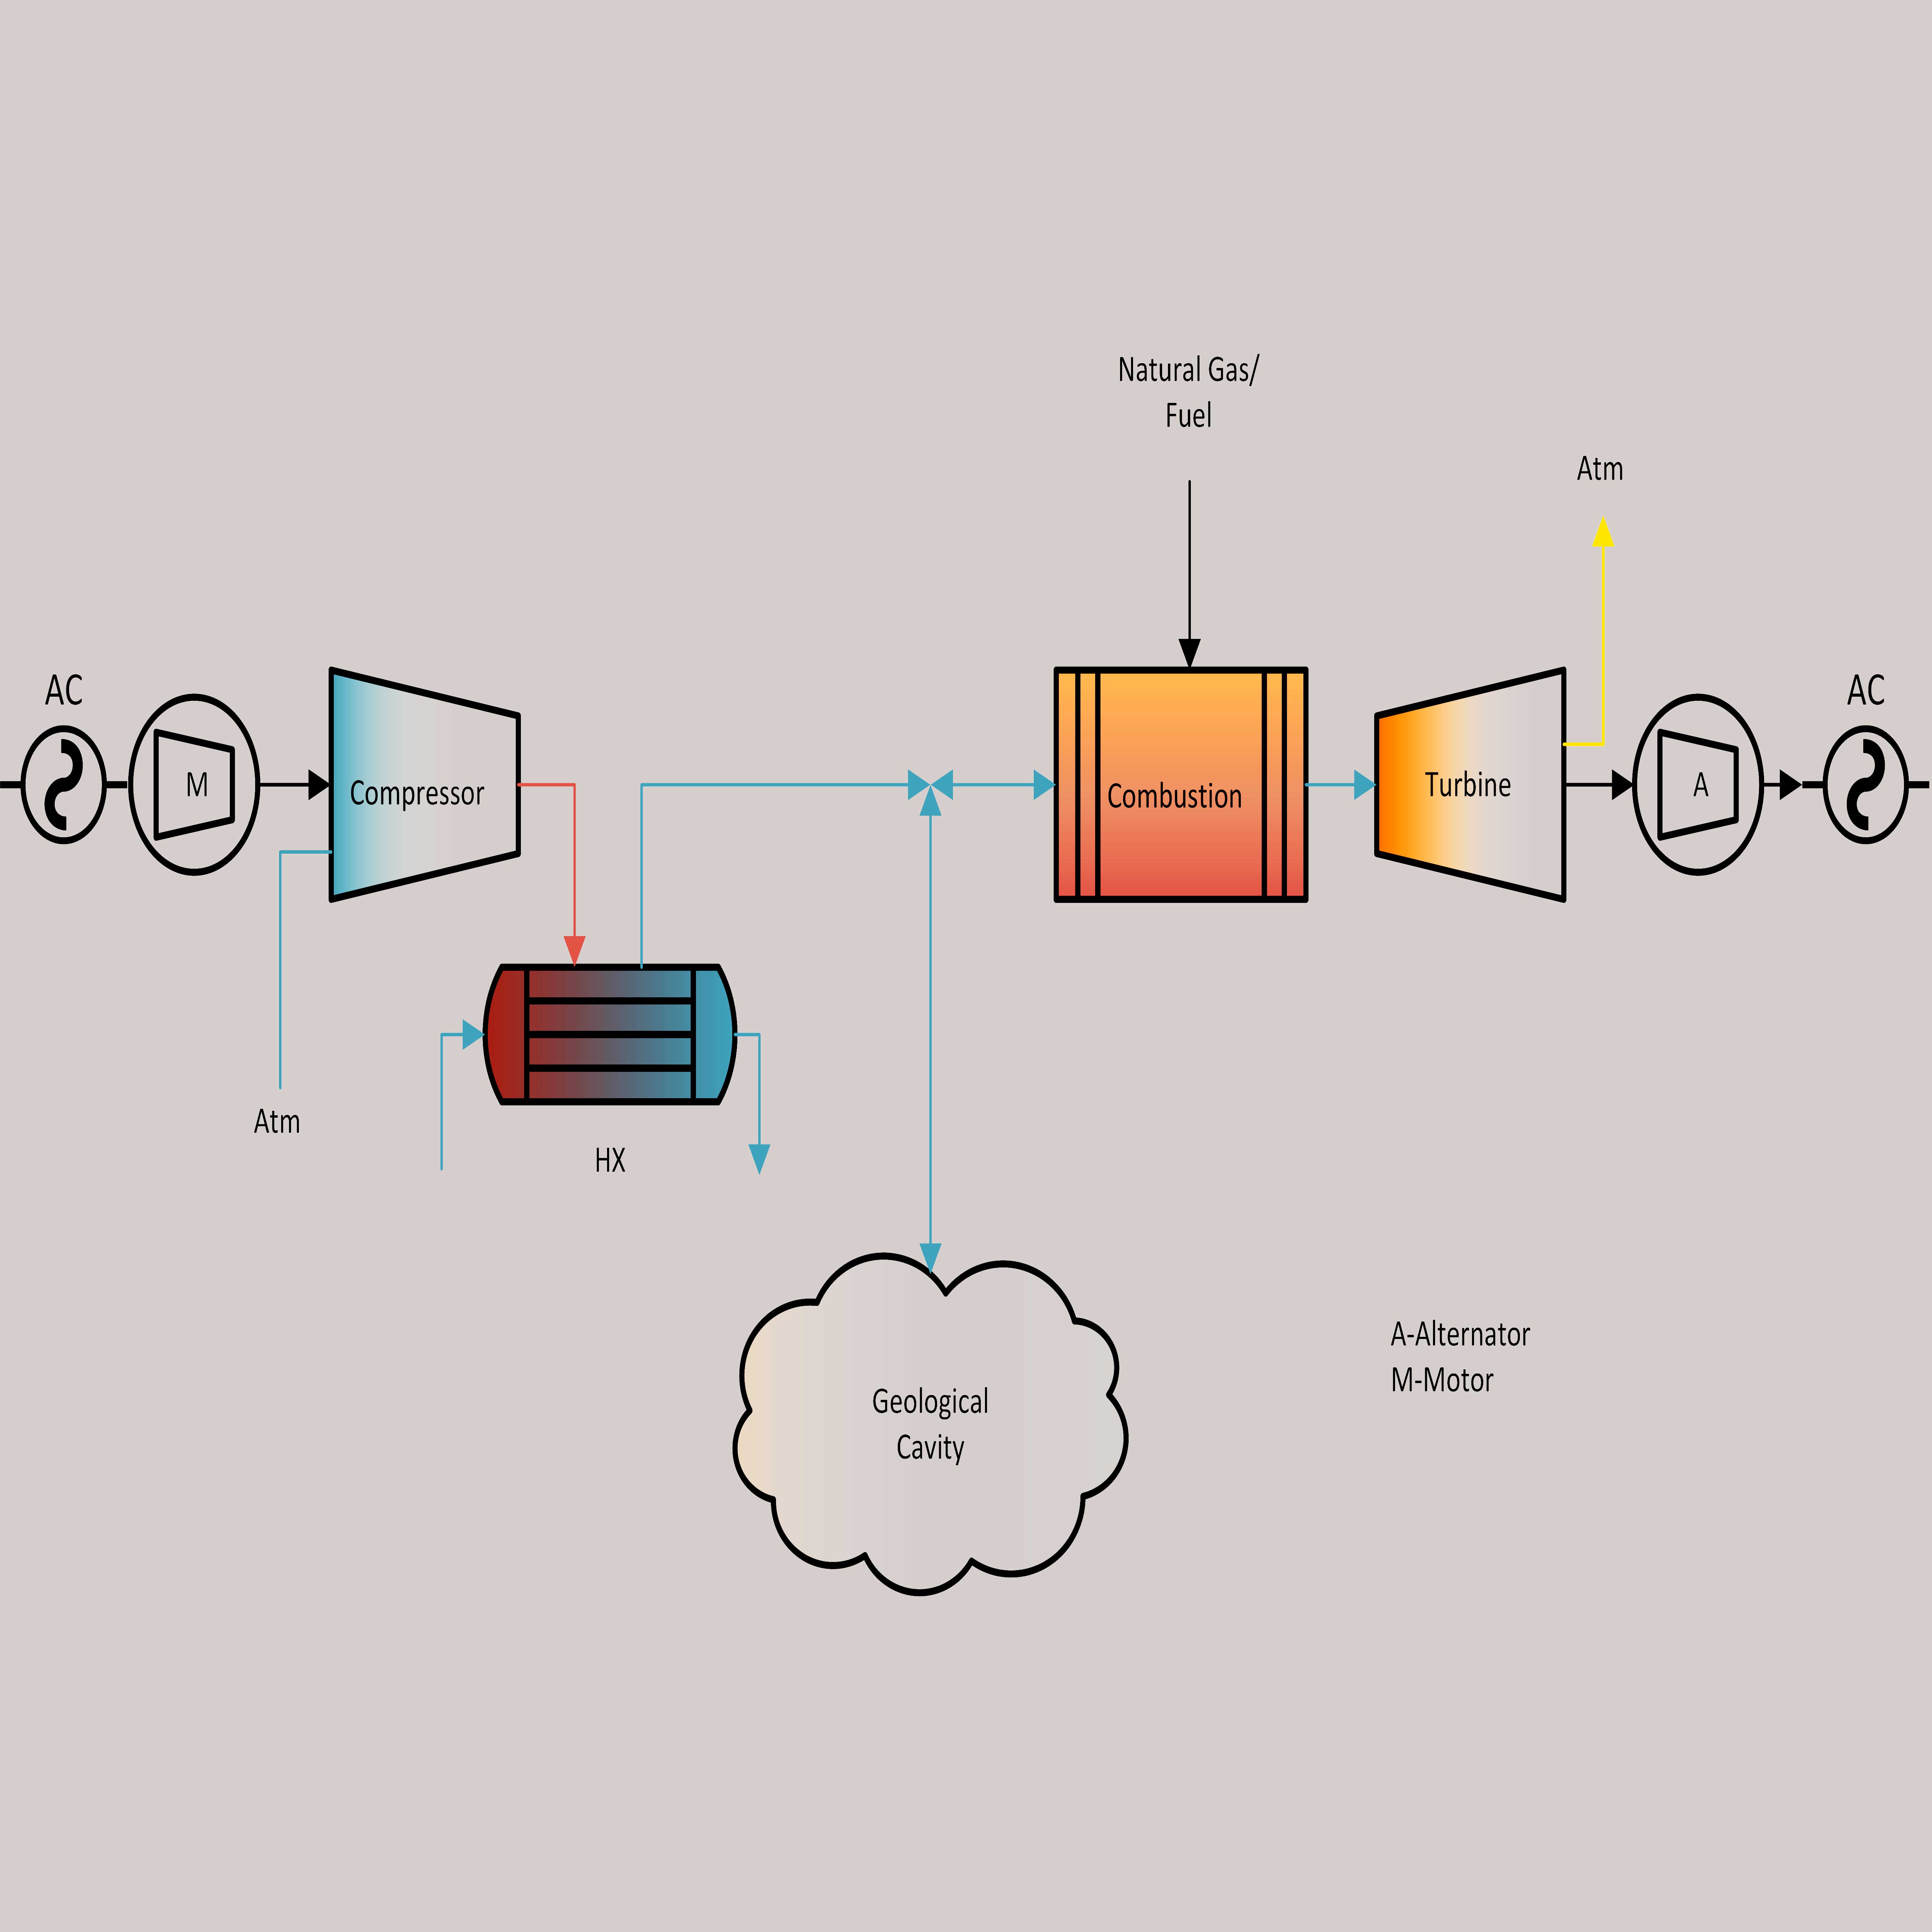 Natural Gas/
Fuel
Atm
AC
AC
M
Compressor
Combustion
Turbine
A
Atm
HX
A-Alternator
M-Motor
Geological
Cavity